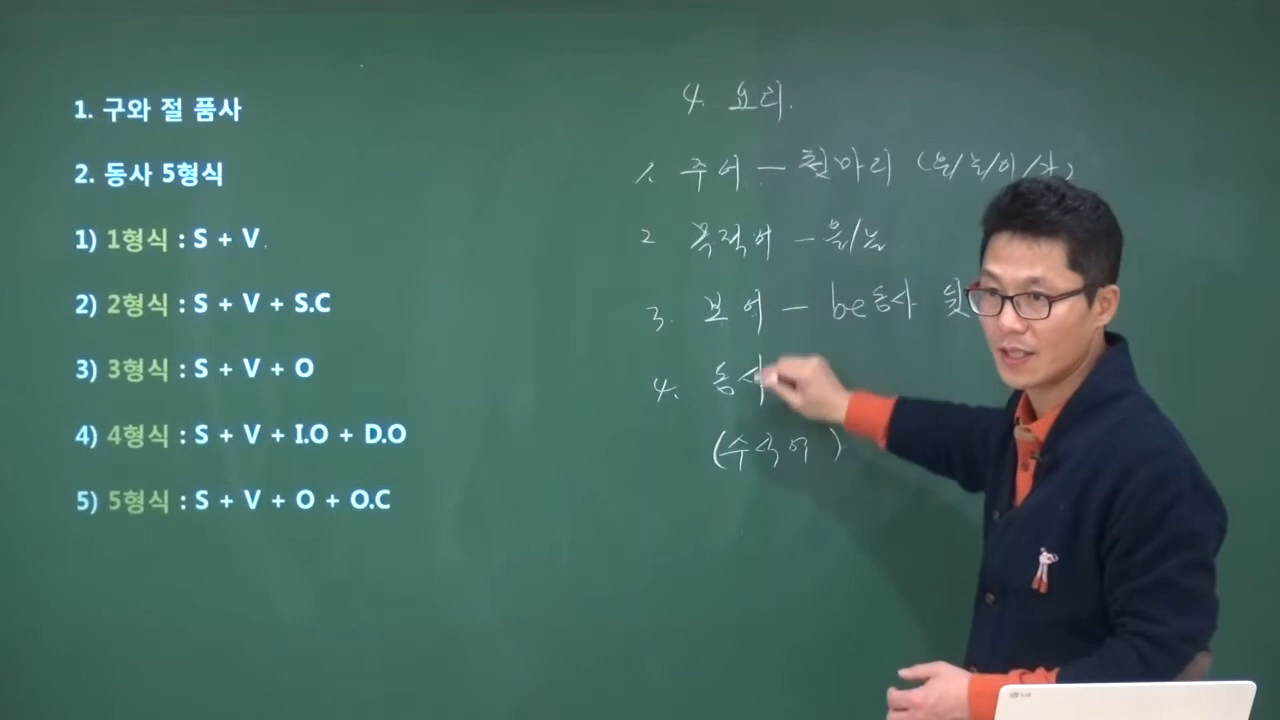 1. 구와 절 품사
2. 동사 5형식
1) 1형식 : S + V
2) 2형식 : S + V + S.C
3) 3형식 : S + V + O
4) 4형식 : S + V + I.O + D.O
5) 5형식 : S + V + O + O.C
4. 요리.
1. 주어 - 첫마리 (은/는/이/가)
2 목적어 - 을/를
3. 보어 - be동사 뒷
4. 동사
(수식어)